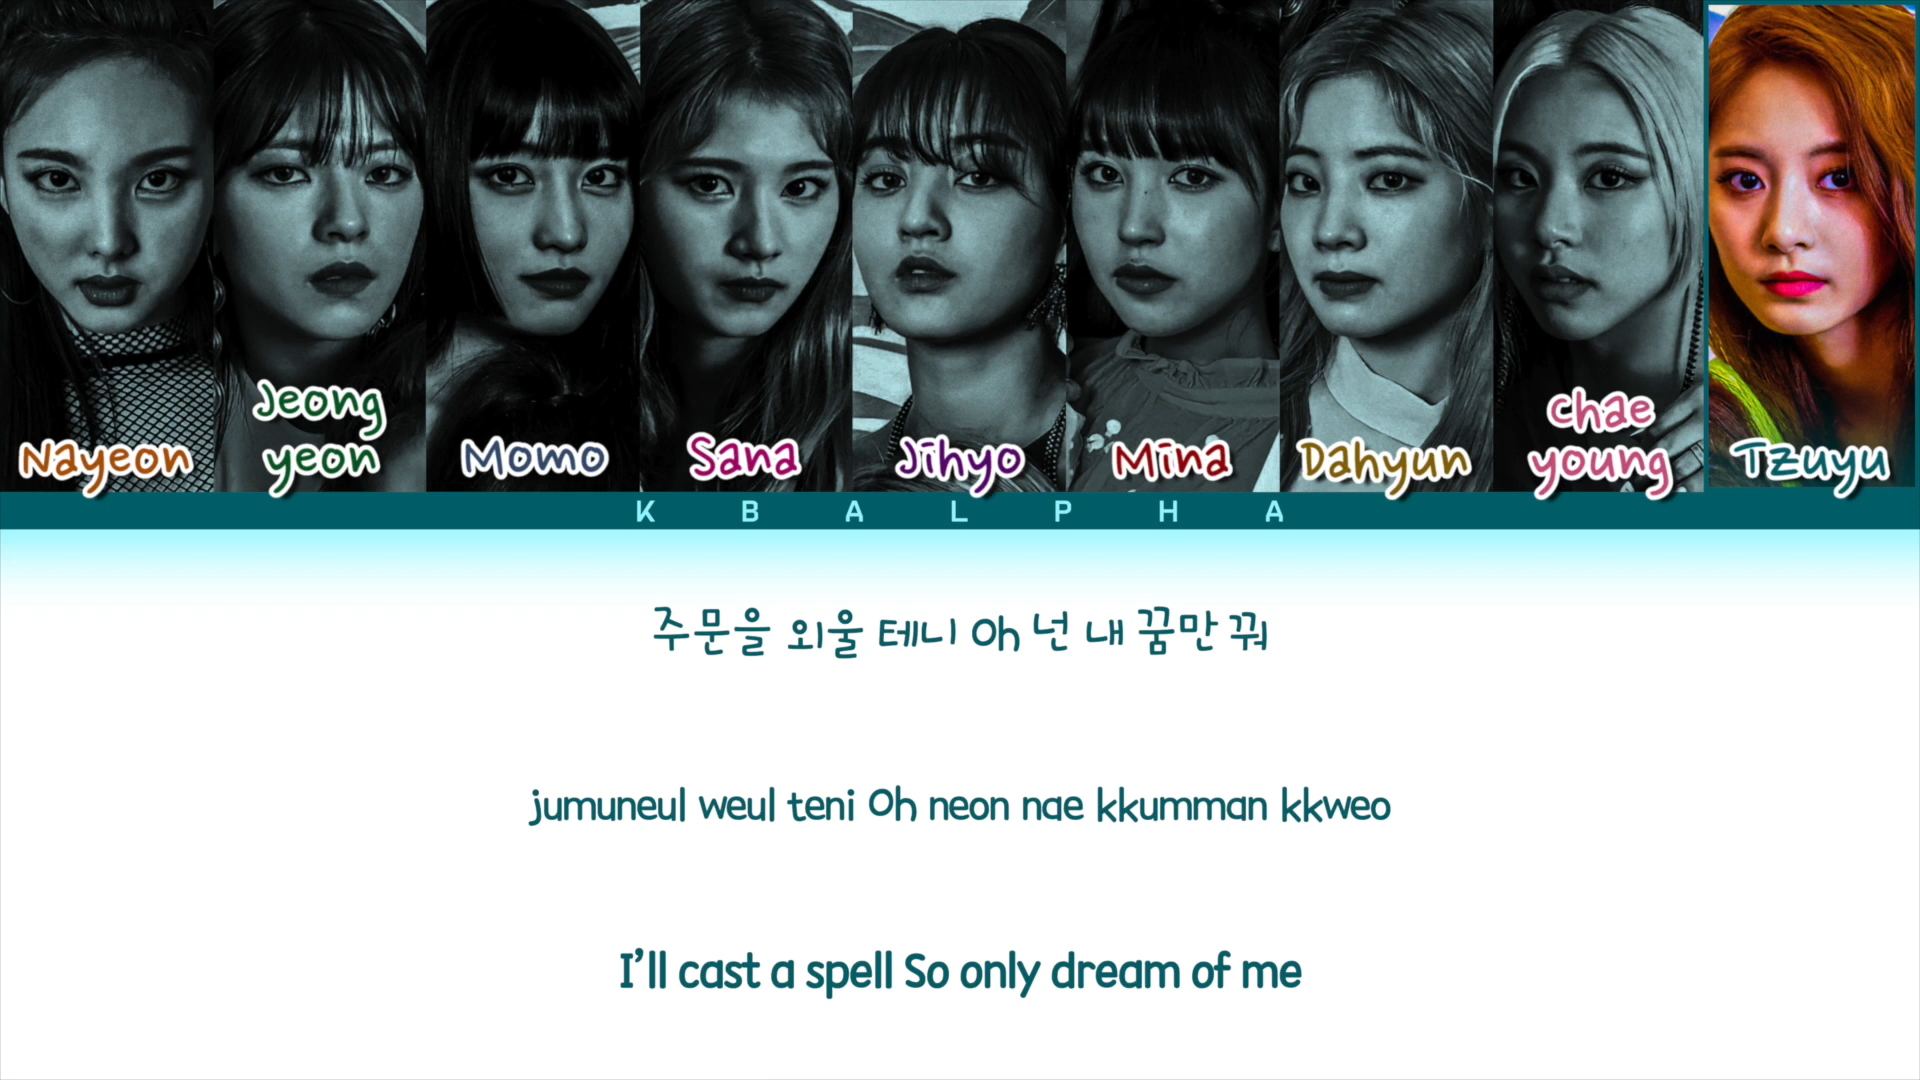 Nayeon
Jeong
yeon
Momo
Sana
Jihyo
Mina
Dahyun
chae
young
Tzuyu
K B A L P H A
주문을 외울 테니 Oh 넌 내 꿈만 꿔
jumuneul weul teni Oh neon nae kkumman kkweo
I'll cast a spell So only dream of me